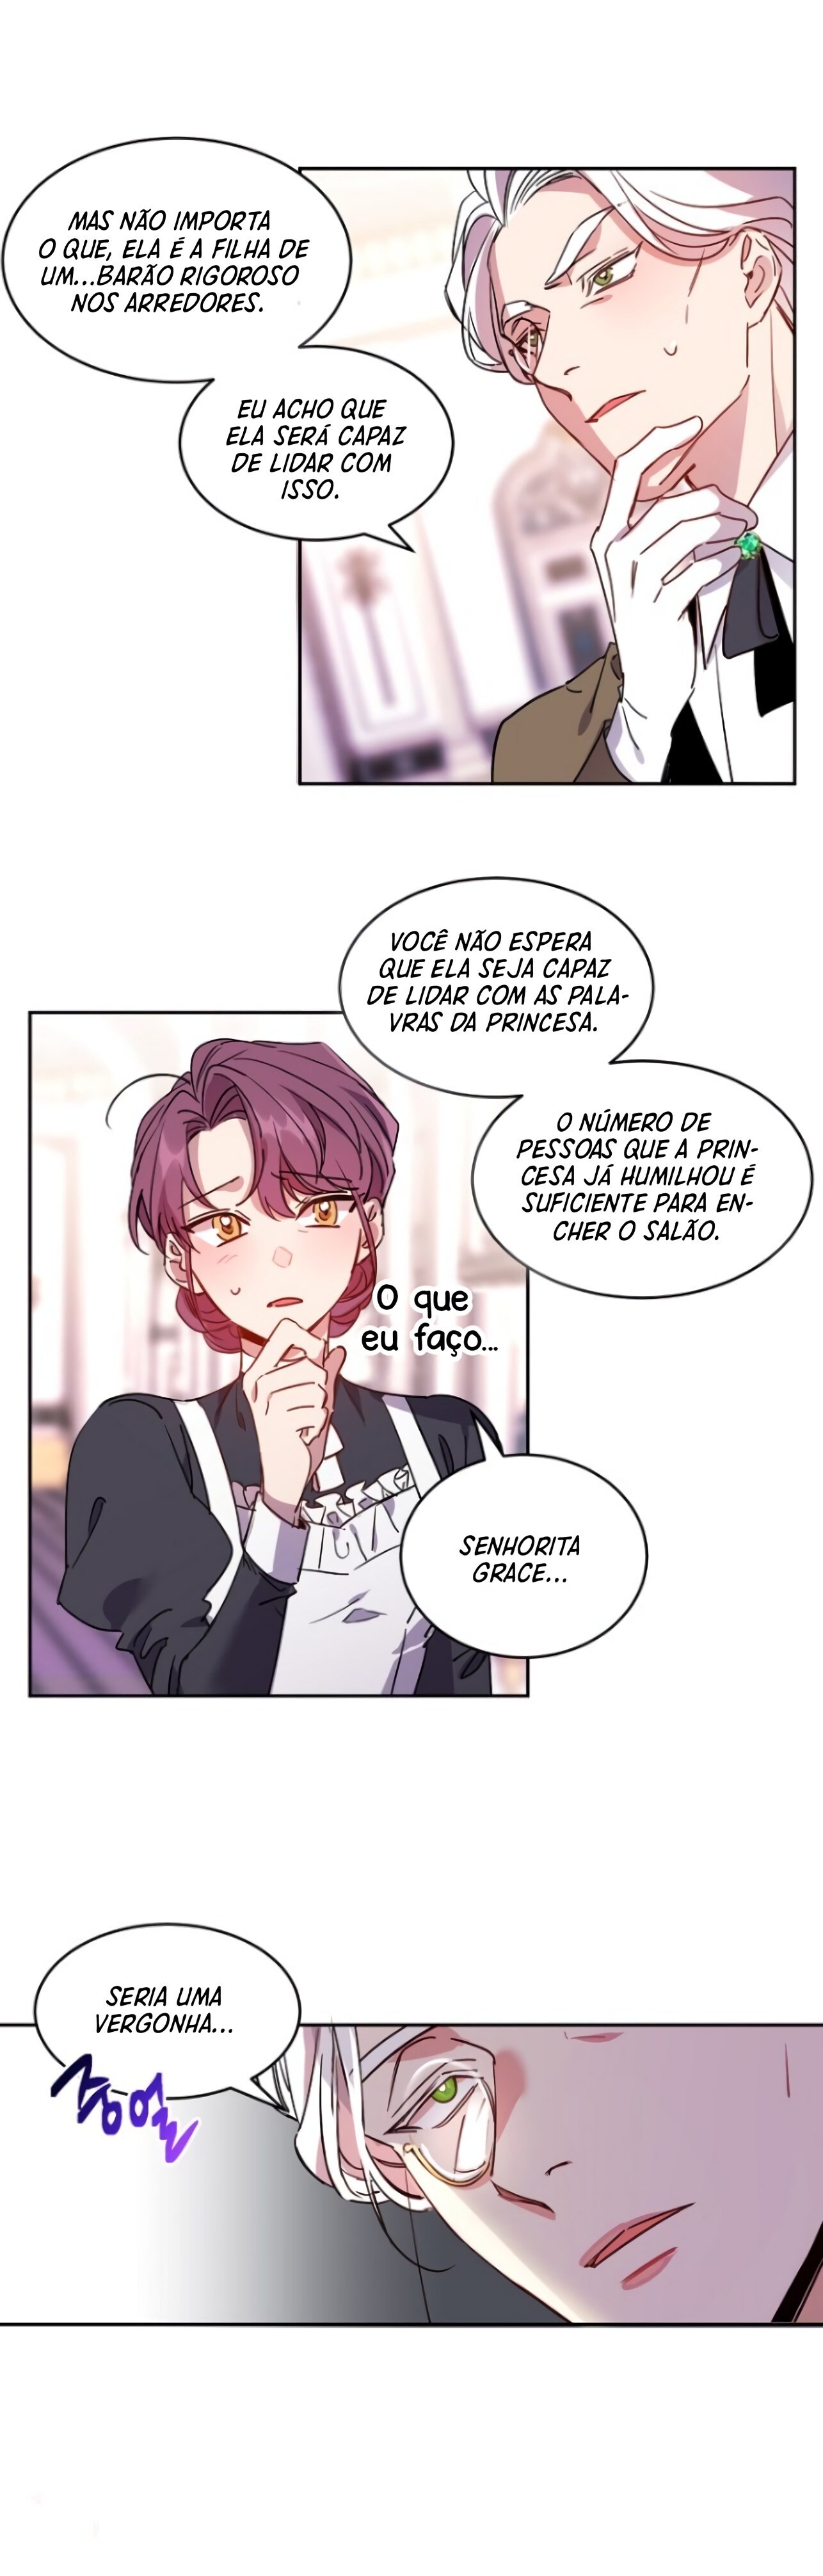 MAS NÃO IMPORTA
O QUE, ELA É A FILHA DE
UM...BARÃO RIGOROSO
NOS ARREDORES.
EU ACHO QUE
ELA SERÁ CAPAZ
DE LIDAR COM
ISSO.
VOCÊ NÃO ESPERA
QUE ELA SEJA CAPAZ
DE LIDAR COM AS PALA-
VRAS DA PRINCESA.
O NÚMERO DE
PESSOAS QUE A PRIN-
CESA JÁ HUMILHOU É
SUFICIENTE PARA EN-
CHER O SALÃO.
O que
eu faço...
SENHORITA
GRACE...
SERIA UMA
VERGONHA...